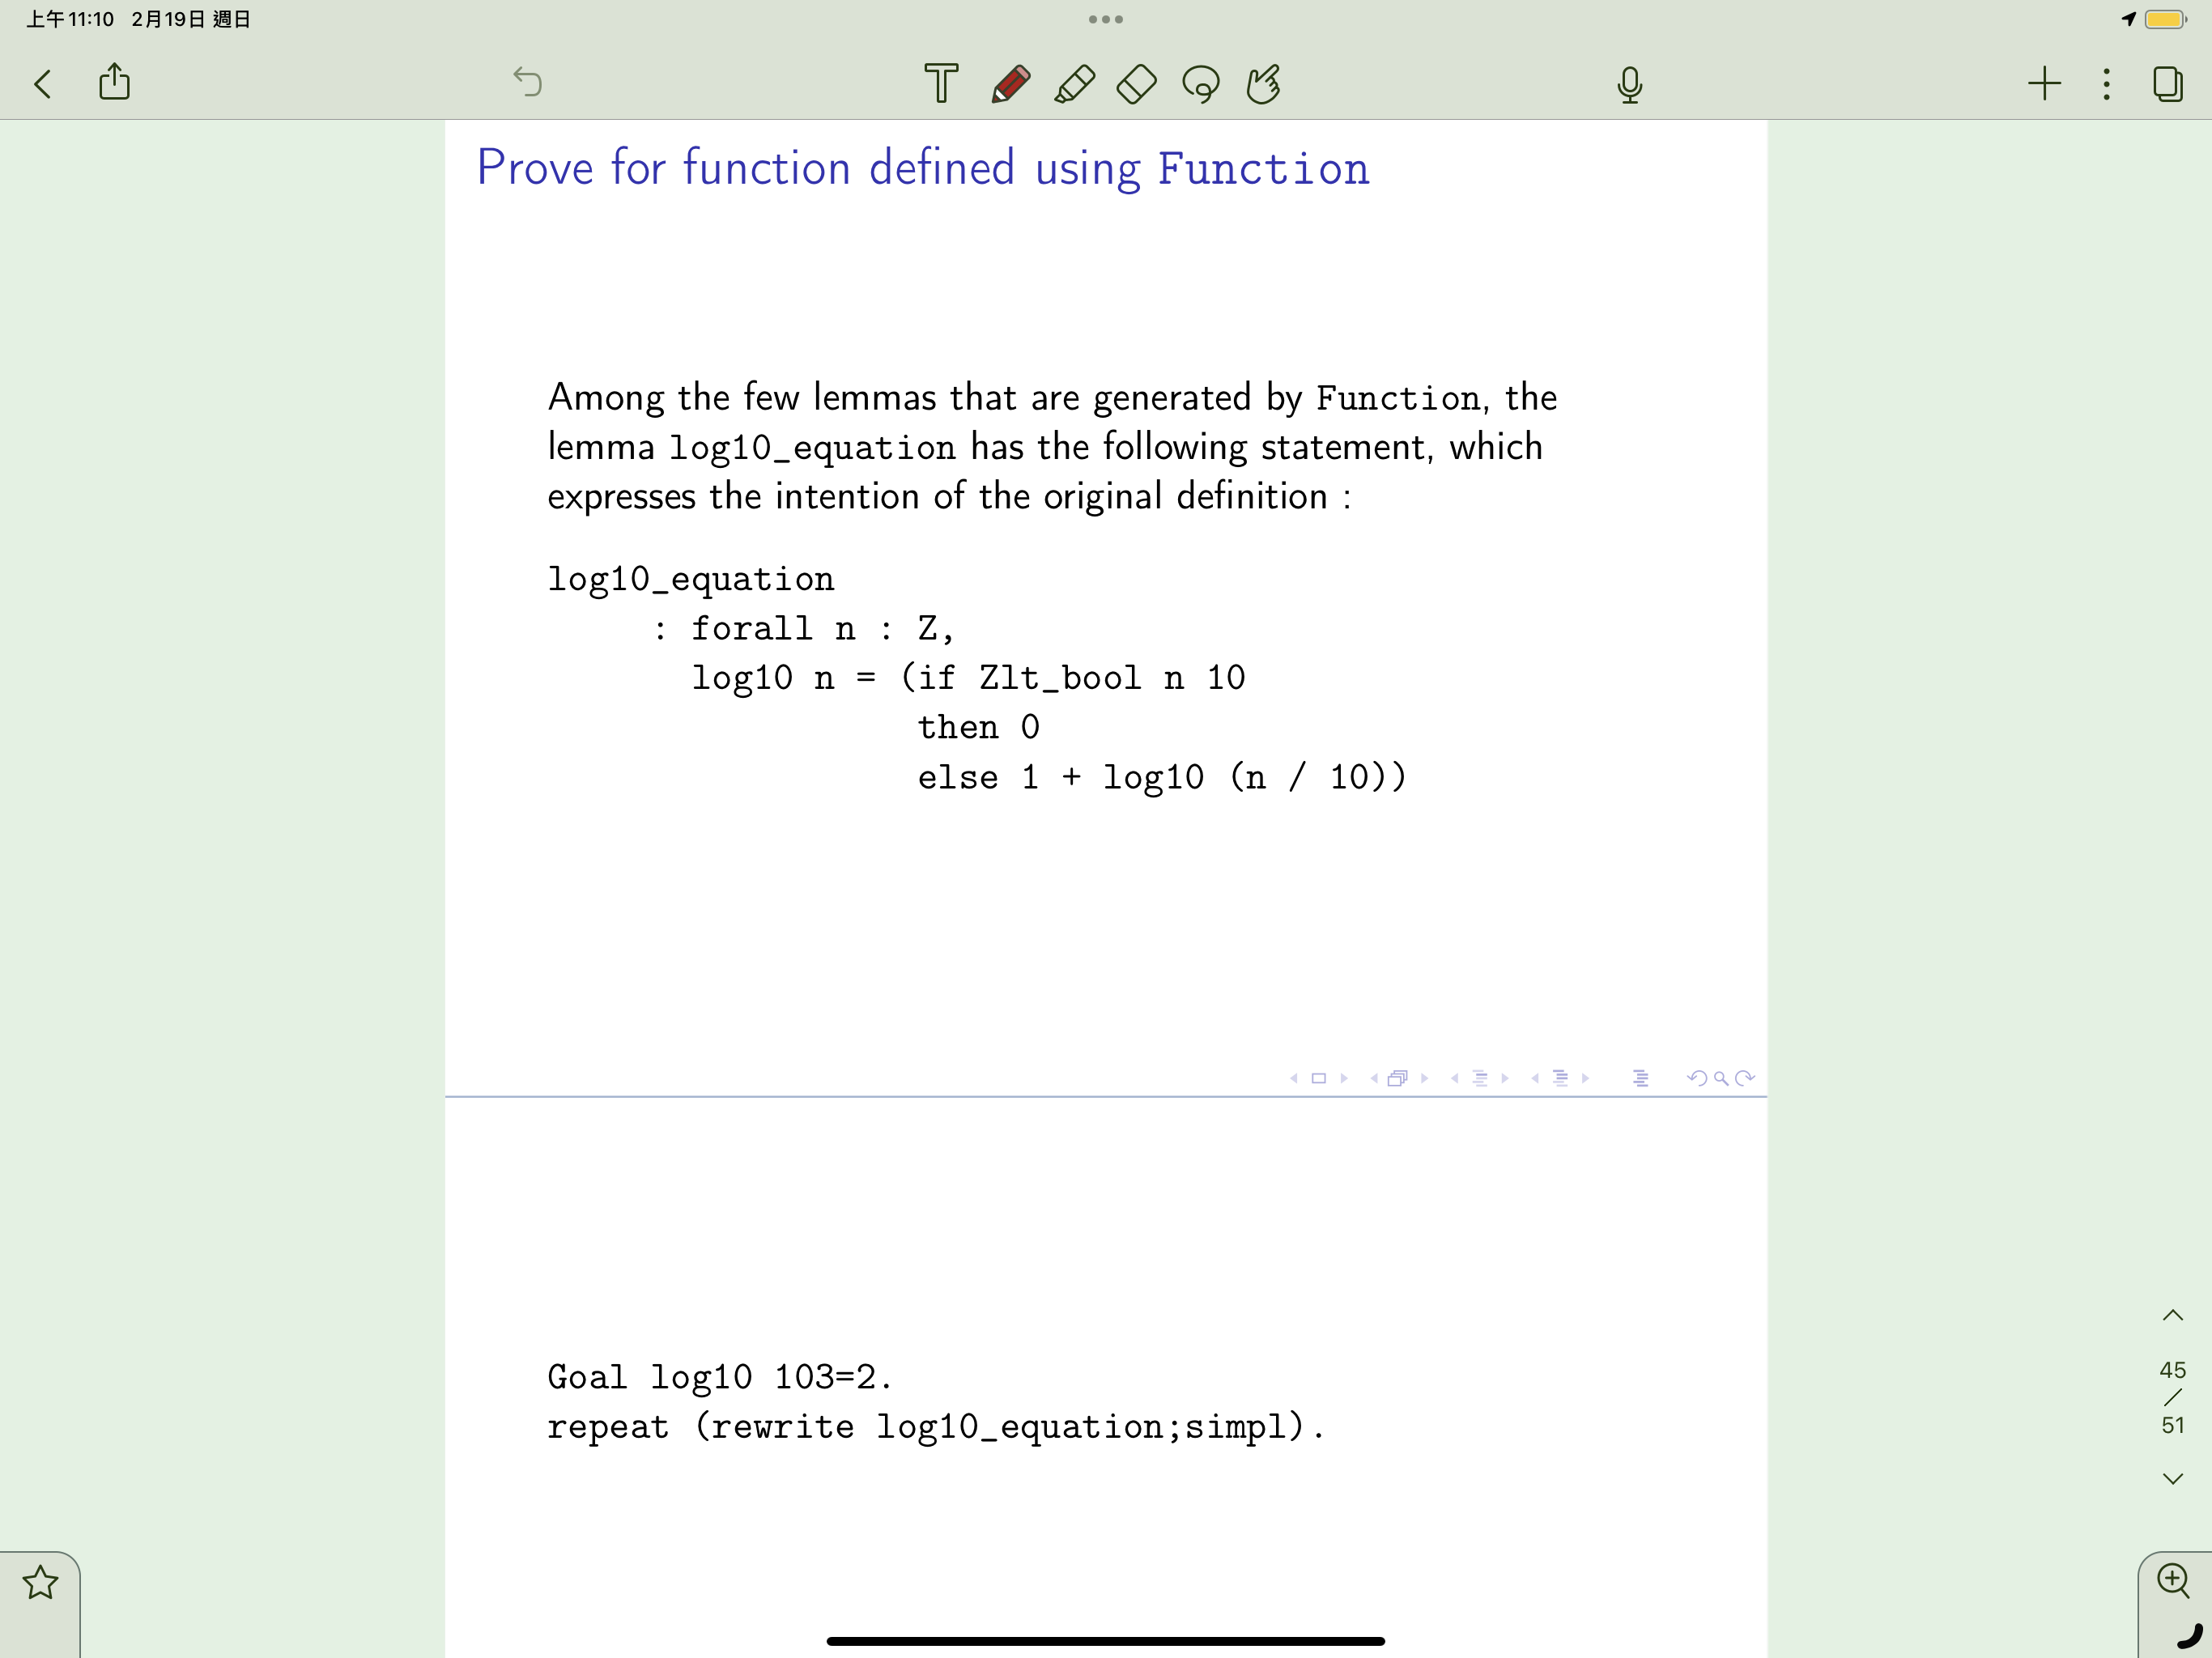 上午11:10 2月19日 週日
Prove for function defined using Function
Among the few lemmas that are generated by Function, the
lemma log10_equation has the following statement, which
expresses the intention of the original definition :
log10_equation
: forall n : Z,
log10 n = (if Zlt_bool n 10
then 0
else 1 + log10 (n / 10))
Goal log10 103=2.
repeat (rewrite log10_equation;simpl).
45
/
51